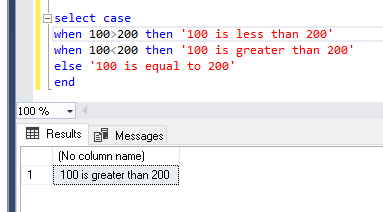 select case
when 100>200 then '100 is less than 200'
when 100<200 then '100 is greater than 200'
else '100 is equal to 200'
end
100 %
Results Messages
(No column name)
1 100 is greater than 200